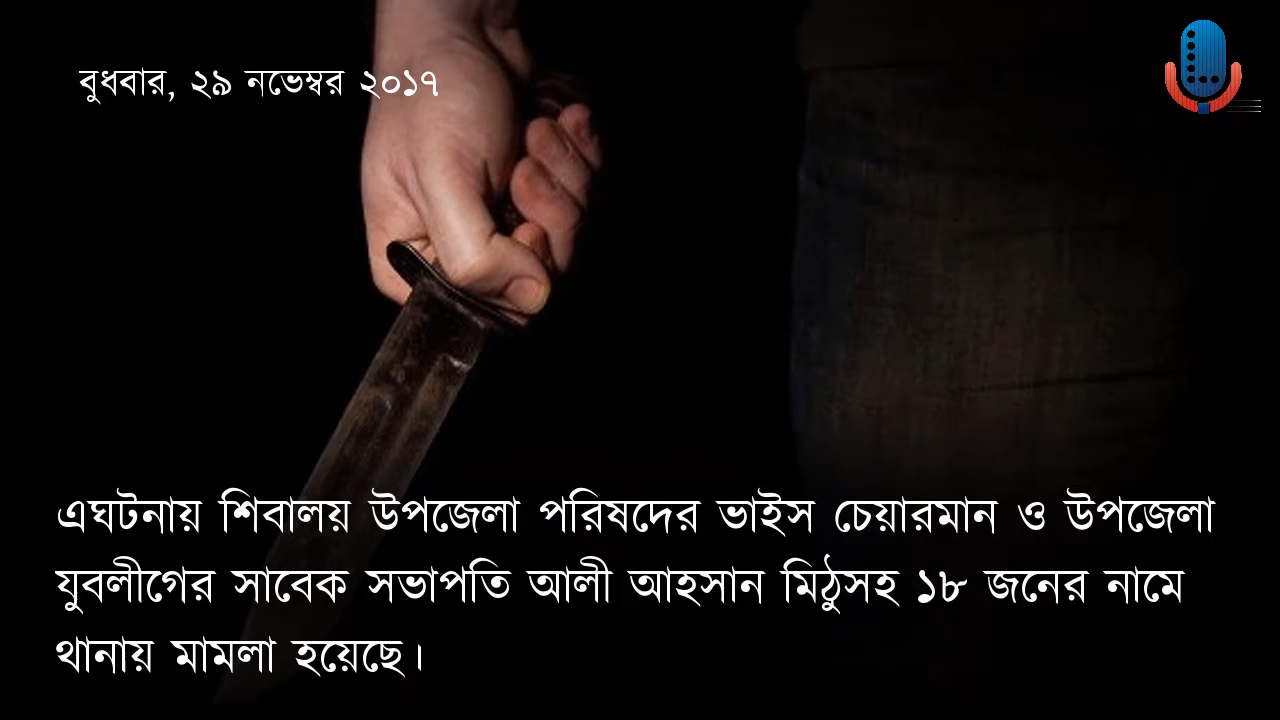 বুধবার, ২৯ নভেম্বর ২০১৭
এঘটনায় শিবালয় উপজেলা পরিষদের ভাইস চেয়ারমান ও উপজেলা
যুবলীগের সাবেক সভাপতি আলী আহসান মিঠুসহ ১৮ জনের নামে
থানায় মামলা হয়েছে।